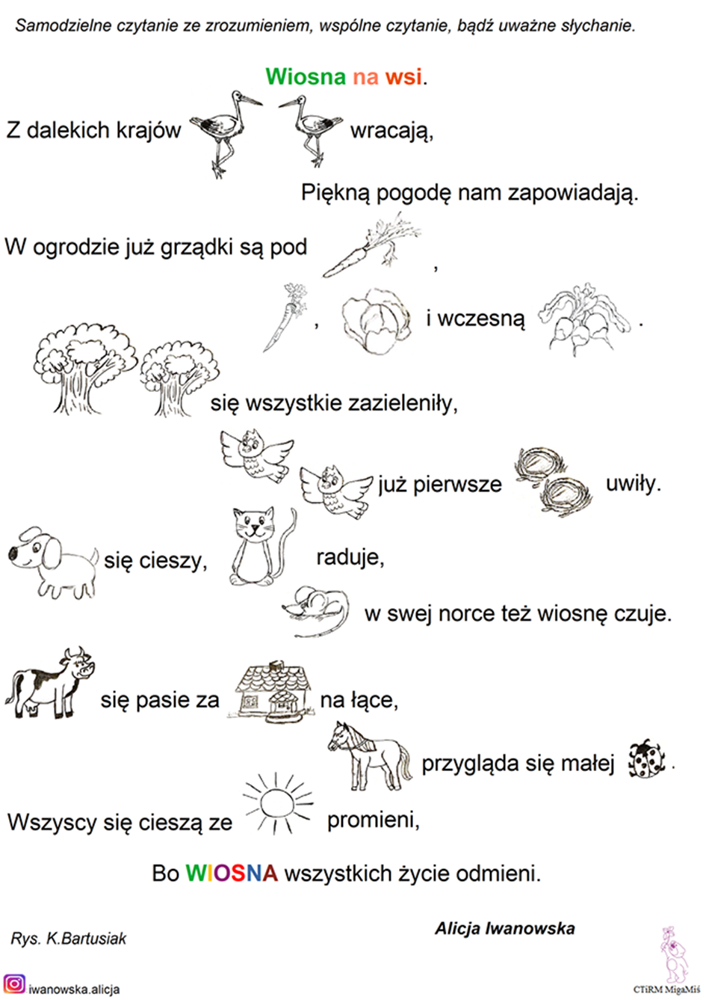 Samodzielne czytanie ze zrozumieniem, wspólne czytanie, bądź uważne słychanie.
Wiosna na wsi.
Z dalekich krajów wracają,
Piękną pogodę nam zapowiadają.
W ogrodzie już grządki są pod ,
, i wczesną .
się wszystkie zazieleniły,
już pierwsze uwiły.
się cieszy, raduje,
w swej norce też wiosnę czuje.
się pasie za na łące,
przygląda się małej .
Wszyscy się cieszą ze promieni,
Bo WIOSNA wszystkich życie odmieni.
Alicja Iwanowska
Rys. K.Bartusiak
iwanowska.alicja
CTiRM MigaMiś